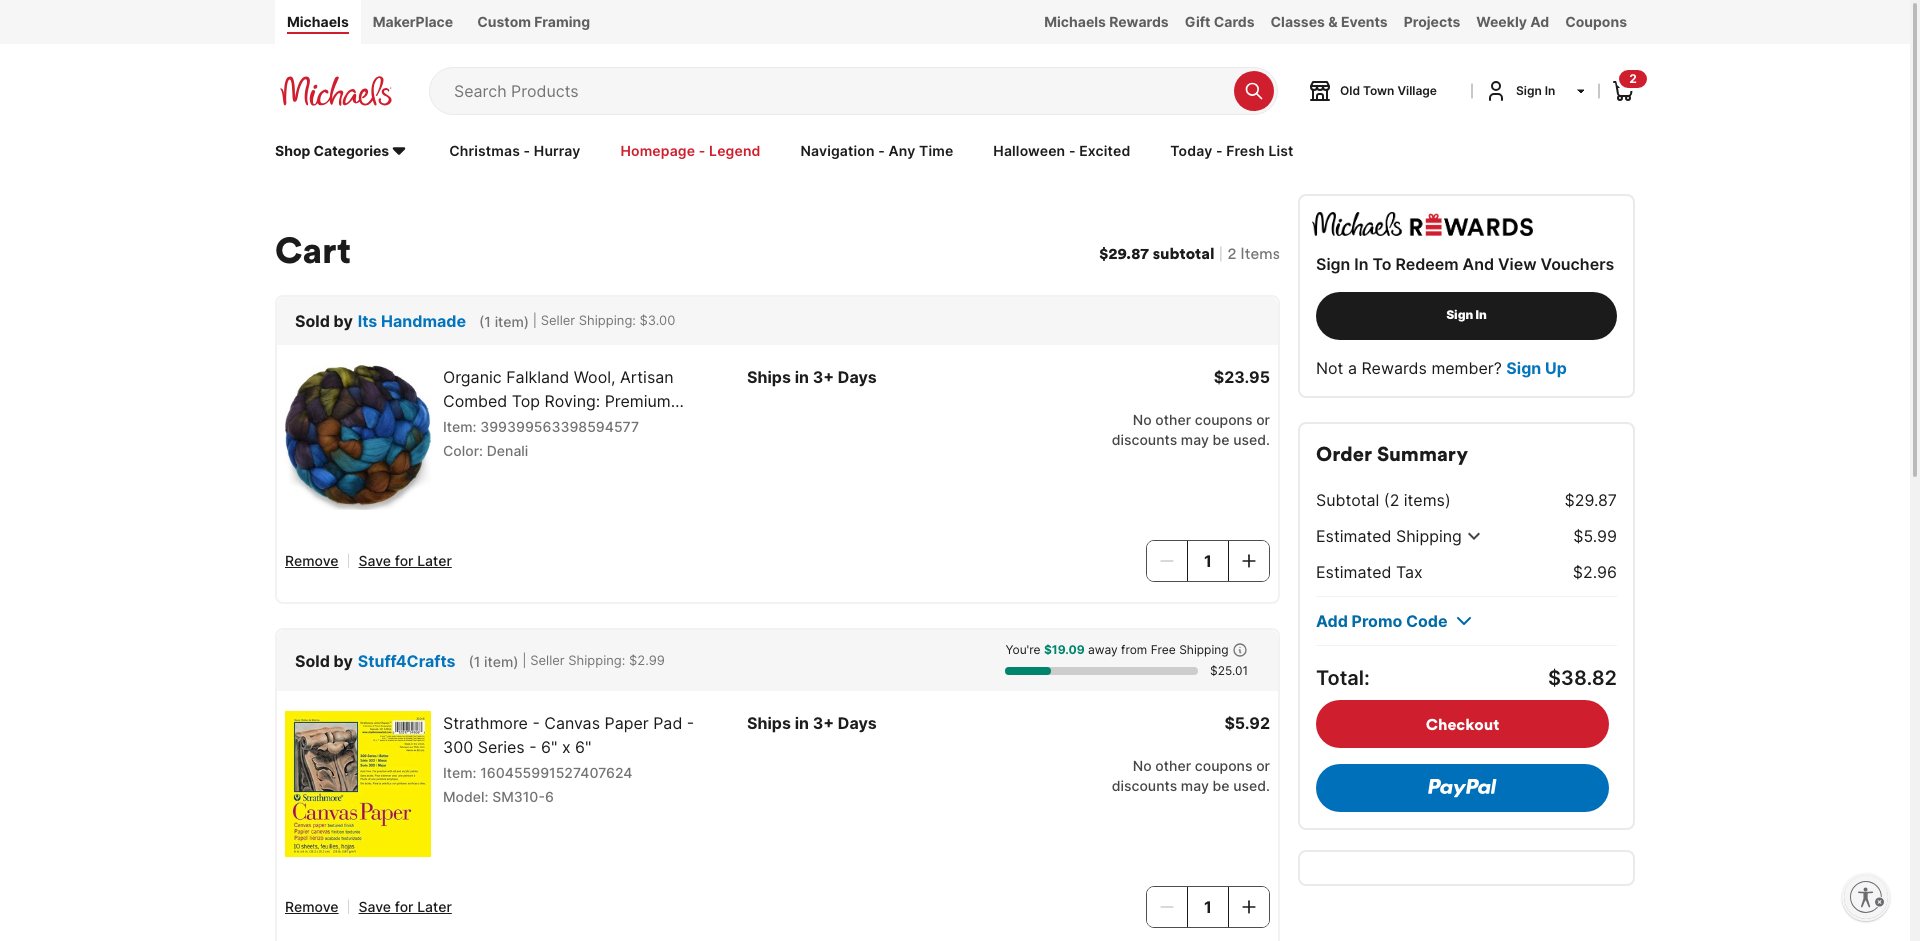 Michaels
MakerPlace
Custom Framing
Michaels Rewards
Gift Cards
Classes & Events
Projects
Weekly Ad
Coupons
Michaels
Search Products
Old Town Village
Sign In
2
Shop Categories
Christmas - Hurray
Homepage - Legend
Navigation - Any Time
Halloween - Excited
Today - Fresh List
Cart
$29.87 subtotal
2 Items
Sold by Its Handmade (1 item) | Seller Shipping: $3.00
Organic Falkland Wool, Artisan
Combed Top Roving: Premium...
Item: 399399563398594577
Color: Denali
Ships in 3+ Days
$23.95
No other coupons or
discounts may be used.
Remove
Save for Later
1
Sold by Stuff4Crafts (1 item) | Seller Shipping: $2.99
You're $19.09 away from Free Shipping
$25.01
Strathmore
Canvas Paper
Canvas paper textured finish
10 sheets, feuilles, hojas
Strathmore - Canvas Paper Pad -
300 Series - 6" x 6"
Item: 160455991527407624
Model: SM310-6
Ships in 3+ Days
$5.92
No other coupons or
discounts may be used.
Remove
Save for Later
1
Michaels REWARDS
Sign In To Redeem And View Vouchers
Sign In
Not a Rewards member? Sign Up
Order Summary
Subtotal (2 items) $29.87
Estimated Shipping $5.99
Estimated Tax $2.96
Add Promo Code
Total: $38.82
Checkout
PayPal